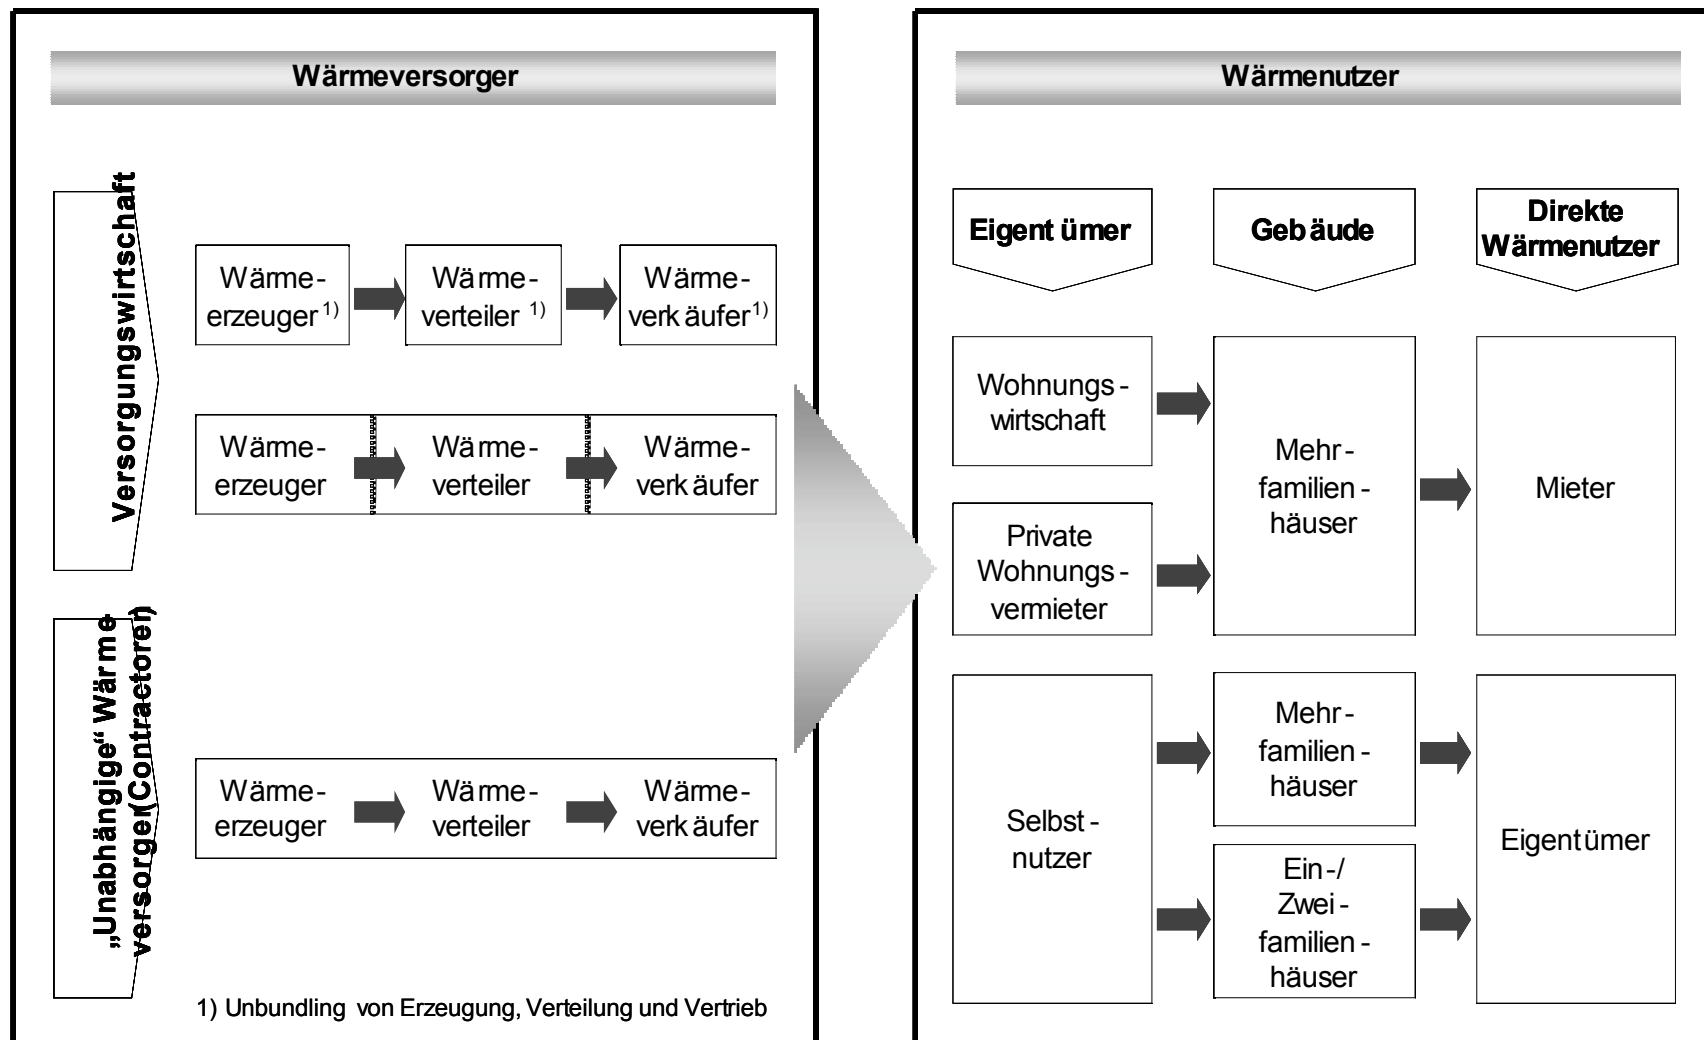 Wärmeversorger
Versorgungswirtschaft
Wärme-
erzeuger 1)
Wärme-
verteiler 1)
Wärme-
verkäufer 1)
Wärme-
erzeuger
Wärme-
verteiler
Wärme-
verkäufer
„Unabhängige“ Wärme
versorger(Contractoren)
Wärme-
erzeuger
Wärme-
verteiler
Wärme-
verkäufer
1) Unbundling von Erzeugung, Verteilung und Vertrieb
Wärmenutzer
Eigentümer
Gebäude
Direkte
Wärmenutzer
Wohnungs-
wirtschaft
Private
Wohnungs-
vermieter
Mehr-
familien-
häuser
Mieter
Selbst-
nutzer
Mehr-
familien-
häuser
Ein-/
Zwei-
familien-
häuser
Eigentümer